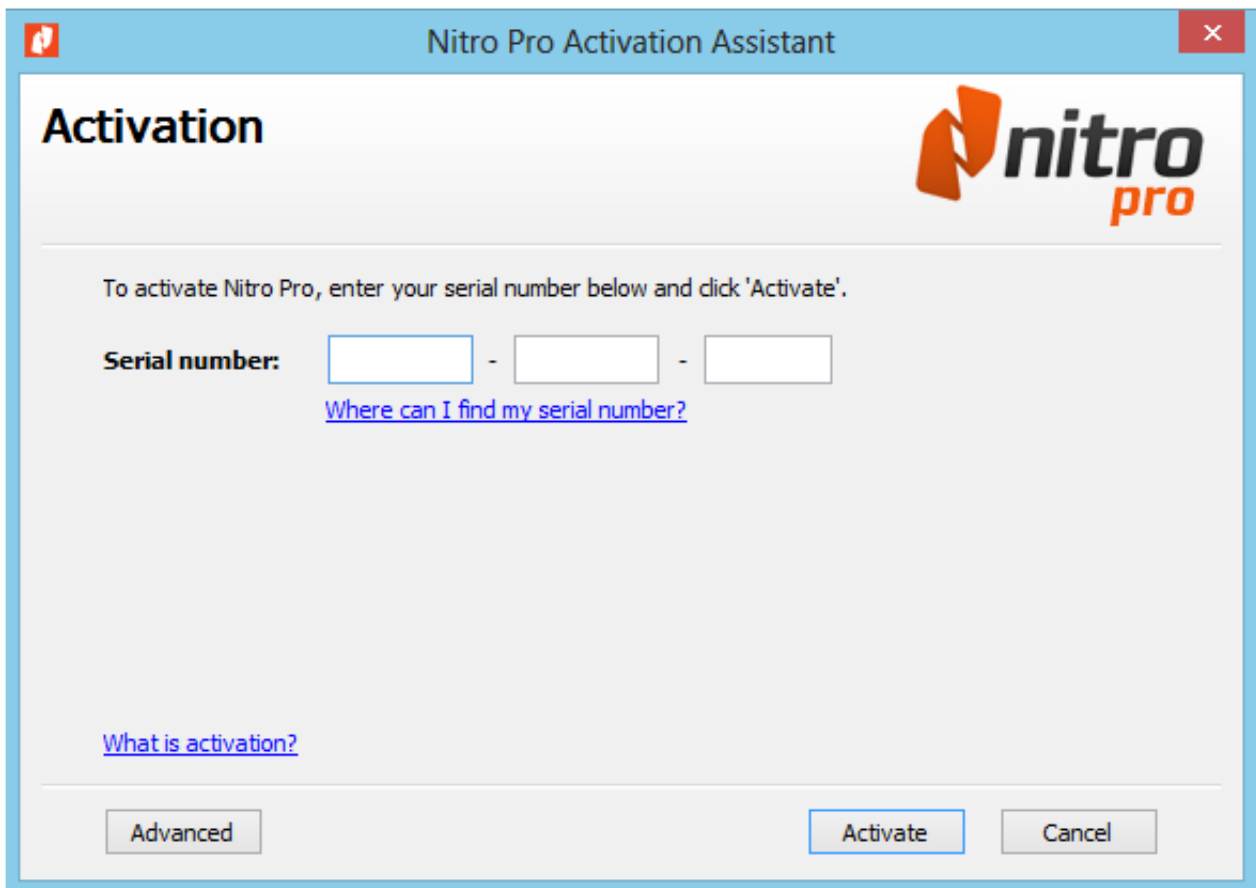 Nitro Pro Activation Assistant
Activation
nitro
pro
To activate Nitro Pro, enter your serial number below and click 'Activate'.
Serial number: - -
Where can I find my serial number?
What is activation?
Advanced Activate Cancel